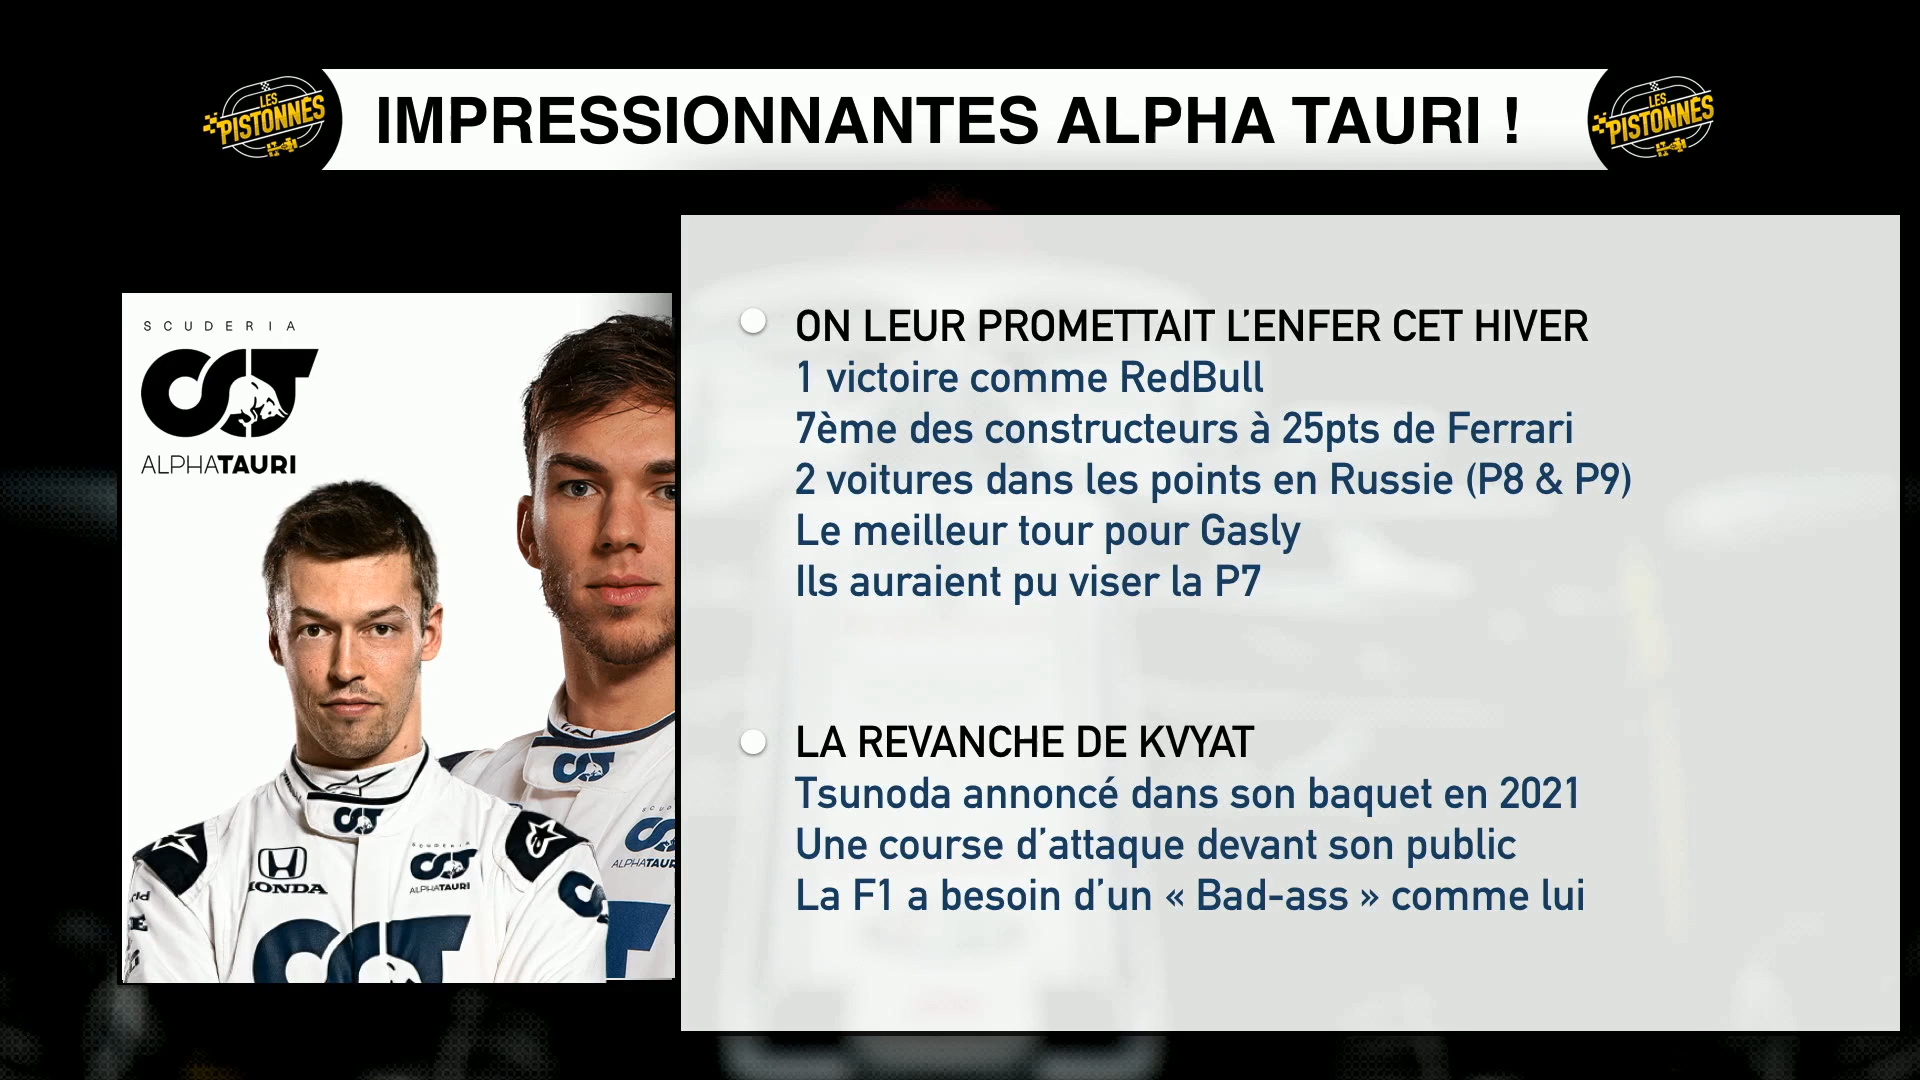 LES
PISTONNÉS
IMPRESSIONNANTES ALPHA TAURI !
LES
PISTONNÉS
SCUDERIA
ALPHATAURI
ON LEUR PROMETTAIT L’ENFER CET HIVER
1 victoire comme RedBull
7ème des constructeurs à 25pts de Ferrari
2 voitures dans les points en Russie (P8 & P9)
Le meilleur tour pour Gasly
Ils auraient pu viser la P7
LA REVANCHE DE KVYAT
Tsunoda annoncé dans son baquet en 2021
Une course d’attaque devant son public
La F1 a besoin d’un « Bad-ass » comme lui
HONDA
SCUDERIA
ALPHATAURI